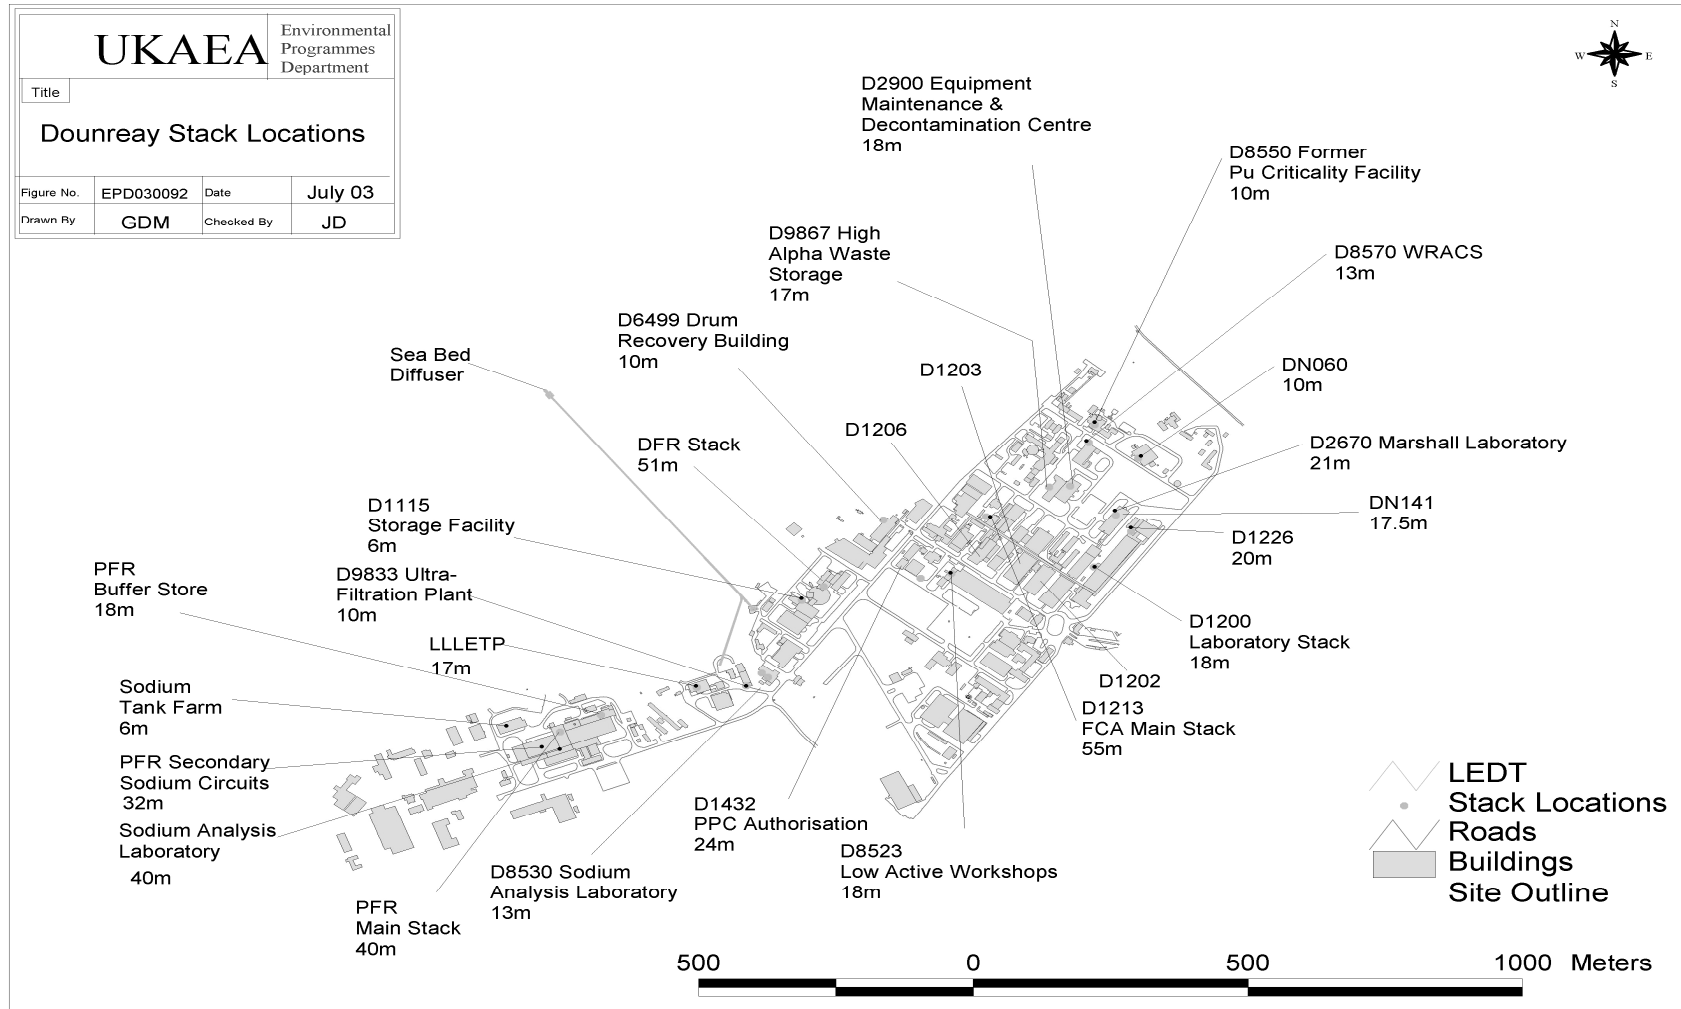 UKAEA
Environmental
Programmes
Department
Title
Dounreay Stack Locations
Figure No. EPD030092 Date July 03
Drawn By GDM Checked By JD
N
W E
S
D2900 Equipment
Maintenance &
Decontamination Centre
18m
D8550 Former
Pu Criticality Facility
10m
D9867 High
Alpha Waste
Storage
17m
D8570 WRACS
13m
D6499 Drum
Recovery Building
10m
Sea Bed
Diffuser
D1203
DN060
10m
D1206
DFR Stack
51m
D2670 Marshall Laboratory
21m
D1115
Storage Facility
6m
DN141
17.5m
D1226
20m
PFR
Buffer Store
18m
D9833 Ultra-
Filtration Plant
10m
LLLETP
17m
D1200
Laboratory Stack
18m
Sodium
Tank Farm
6m
D1202
D1213
FCA Main Stack
55m
PFR Secondary
Sodium Circuits
32m
Sodium Analysis
Laboratory
40m
D1432
PPC Authorisation
24m
D8523
Low Active Workshops
18m
D8530 Sodium
Analysis Laboratory
13m
PFR
Main Stack
40m
LEDT
Stack Locations
Roads
Buildings
Site Outline
500 0 500 1000 Meters